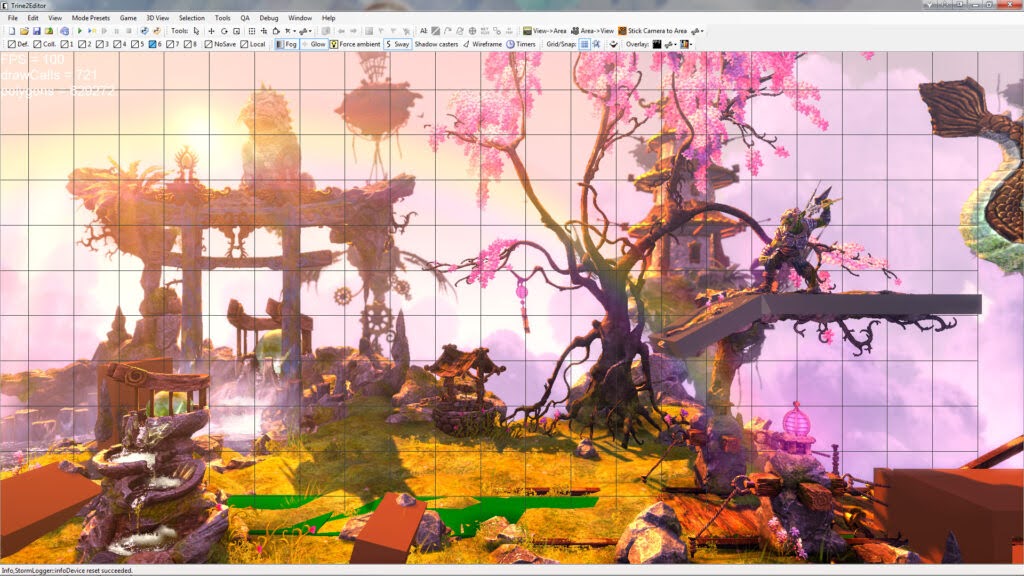 Trine2Editor
File Edit View Mode Presets Game 3D View Selection Tools QA Debug Window Help
Tools: All: View->Area Area->View Stick Camera to Area
Def. Coll. 1 2 3 4 5 6 7 8 NoSave Local Fog Glow Force ambient Sway Shadow casters Wireframe Timers Grid/Snap: Overlay:
FPS = 100
drawCalls = 721
polygons = 829272
Info,StormLogger::infoDevice reset succeeded.